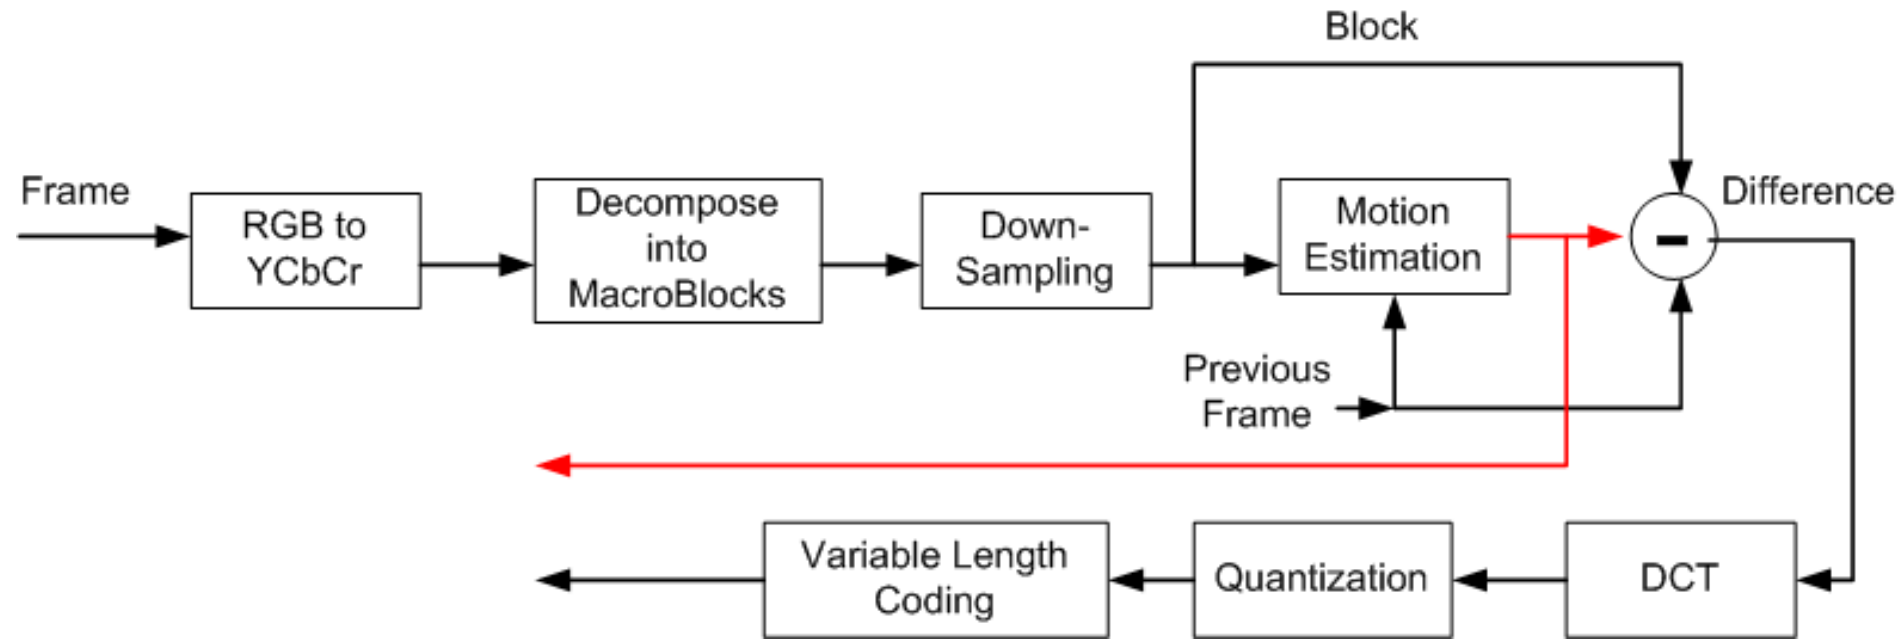 Block
Frame
RGB to
YCbCr
Decompose
into
MacroBlocks
Down-
Sampling
Motion
Estimation
-
Difference
Previous
Frame
Variable Length
Coding
Quantization
DCT